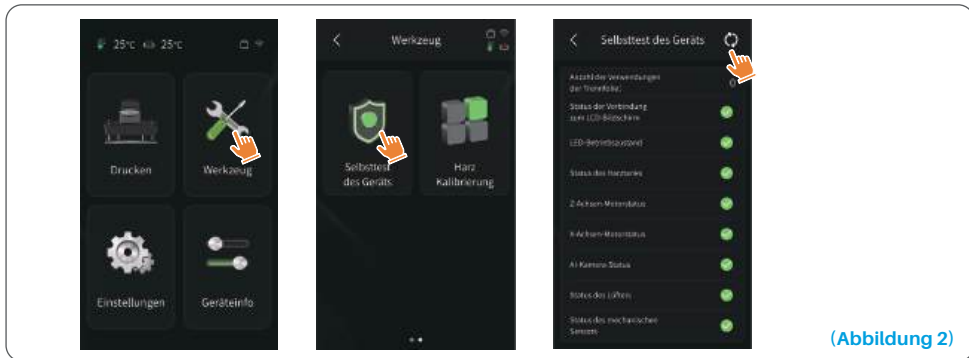 25°C 25°C
Drucken
Werkzeug
Einstellungen
Geräteinfo
Werkzeug
Selbsttest
des Geräts
Harz
Kalibrierung
Selbsttest des Geräts
Anzahl der Verwendungen
der Trennfolie:
0
Status der Verbindung
zum LCD-Bildschirm
LED-Betriebszustand
Status des Harztanks
Z-Achsen-Motorstatus
X-Achsen-Motorstatus
AI-Kamera-Status
Status des Lüfters
Status des mechanischen
Sensors
(Abbildung 2)